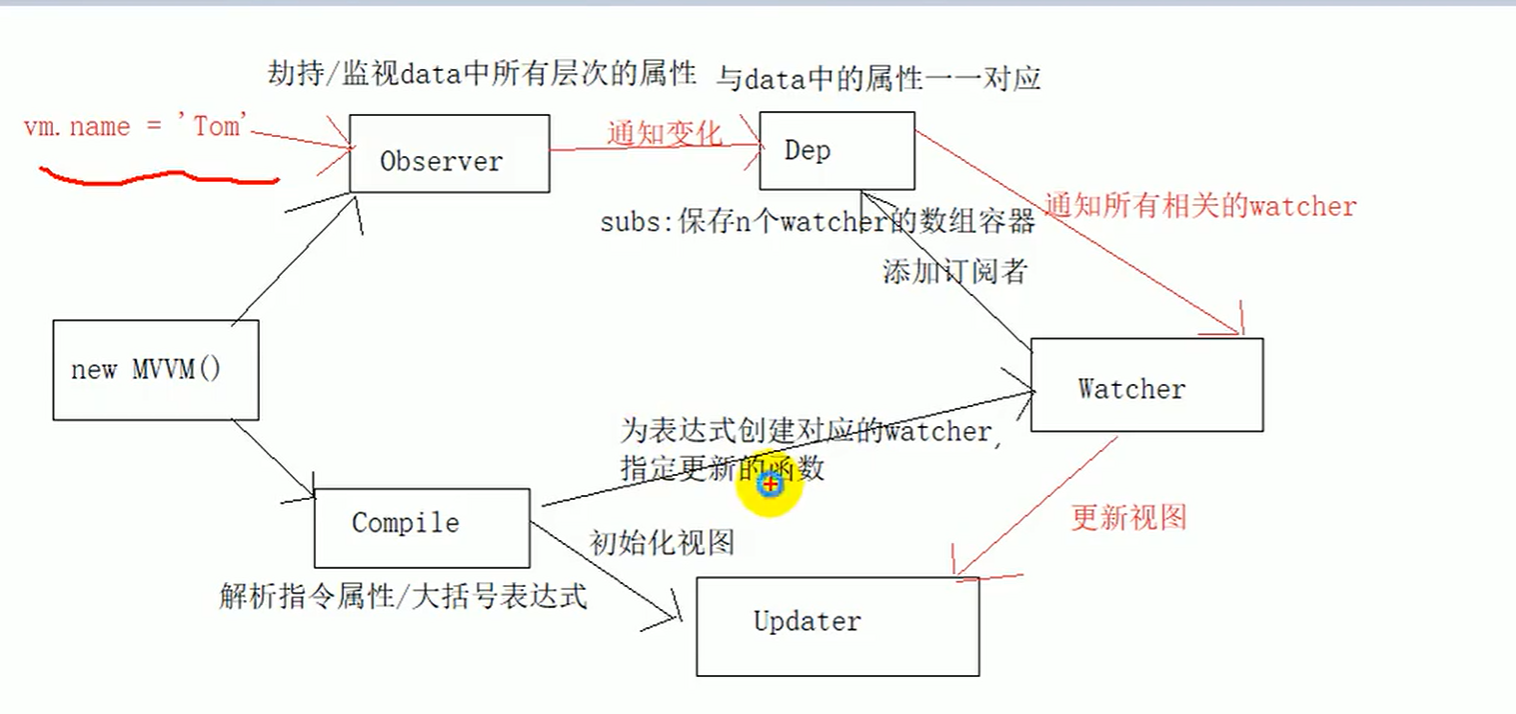 劫持/监视data中所有层次的属性
与data中的属性一一对应
vm.name = 'Tom'
Observer
通知变化
Dep
通知所有相关的watcher
subs:保存n个watcher的数组容器
添加订阅者
new MVVM()
Watcher
为表达式创建对应的watcher,
指定更新的函数
Compile
初始化视图
更新视图
解析指令属性/大括号表达式
Updater